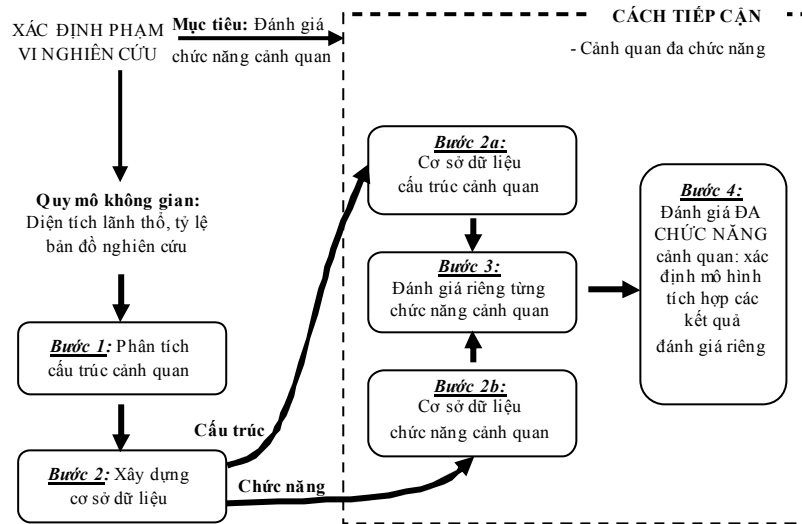 XÁC ĐỊNH PHẠM
VI NGHIÊN CỨU
Mục tiêu: Đánh giá
chức năng cảnh quan
CÁCH TIẾP CẬN
- Cảnh quan đa chức năng
Quy mô không gian:
Diện tích lãnh thổ, tỷ lệ
bản đồ nghiên cứu
Bước 1: Phân tích
cấu trúc cảnh quan
Bước 2: Xây dựng
cơ sở dữ liệu
Cấu trúc
Chức năng
Bước 2a:
Cơ sở dữ liệu
cấu trúc cảnh quan
Bước 3:
Đánh giá riêng từng
chức năng cảnh quan
Bước 2b:
Cơ sở dữ liệu
chức năng cảnh quan
Bước 4:
Đánh giá ĐA
CHỨC NĂNG
cảnh quan: xác
định mô hình
tích hợp các
kết quả
đánh giá riêng